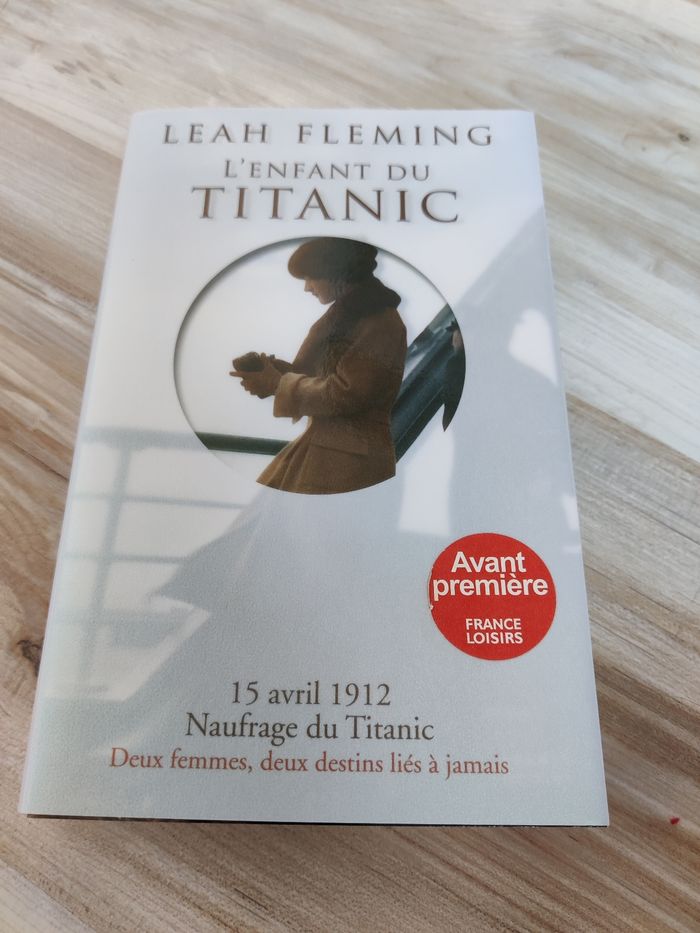 LEAH FLEMING
L'ENFANT DU
TITANIC
Avant
première
FRANCE
LOISIRS
15 avril 1912
Naufrage du Titanic
Deux femmes, deux destins liés à jamais